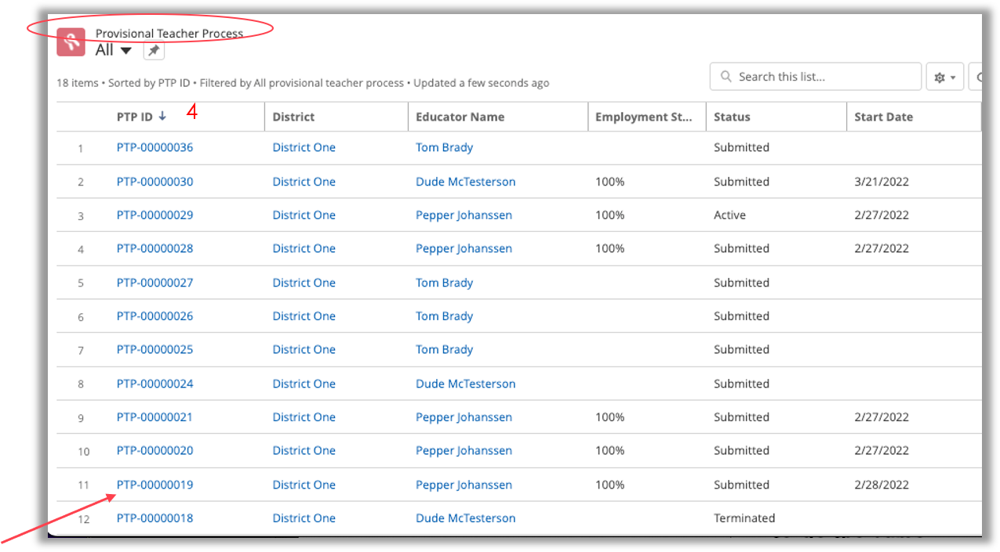 Provisional Teacher Process
All
18 items • Sorted by PTP ID • Filtered by All provisional teacher process • Updated a few seconds ago
Search this list...
PTP ID 4 District Educator Name Employment St... Status Start Date
1 PTP-00000036 District One Tom Brady Submitted
2 PTP-00000030 District One Dude McTesterson 100% Submitted 3/21/2022
3 PTP-00000029 District One Pepper Johanssen 100% Active 2/27/2022
4 PTP-00000028 District One Pepper Johanssen 100% Submitted 2/27/2022
5 PTP-00000027 District One Tom Brady Submitted
6 PTP-00000026 District One Tom Brady Submitted
7 PTP-00000025 District One Tom Brady Submitted
8 PTP-00000024 District One Dude McTesterson Submitted
9 PTP-00000021 District One Pepper Johanssen 100% Submitted 2/27/2022
10 PTP-00000020 District One Pepper Johanssen 100% Submitted 2/27/2022
11 PTP-00000019 District One Pepper Johanssen 100% Submitted 2/28/2022
12 PTP-00000018 District One Dude McTesterson Terminated